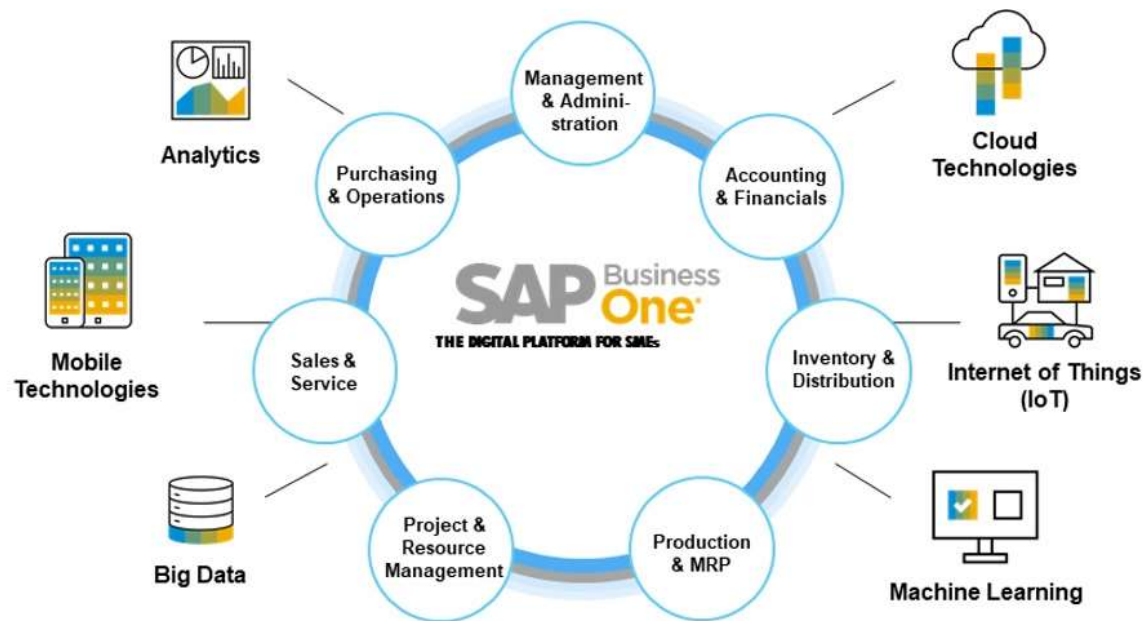 Management
& Admini-
stration
Analytics
Cloud
Technologies
Purchasing
& Operations
Accounting
& Financials
SAP Business
One
THE DIGITAL PLATFORM FOR SMEs
Mobile
Technologies
Sales &
Service
Inventory &
Distribution
Internet of Things
(IoT)
Big Data
Project &
Resource
Management
Production
& MRP
Machine Learning